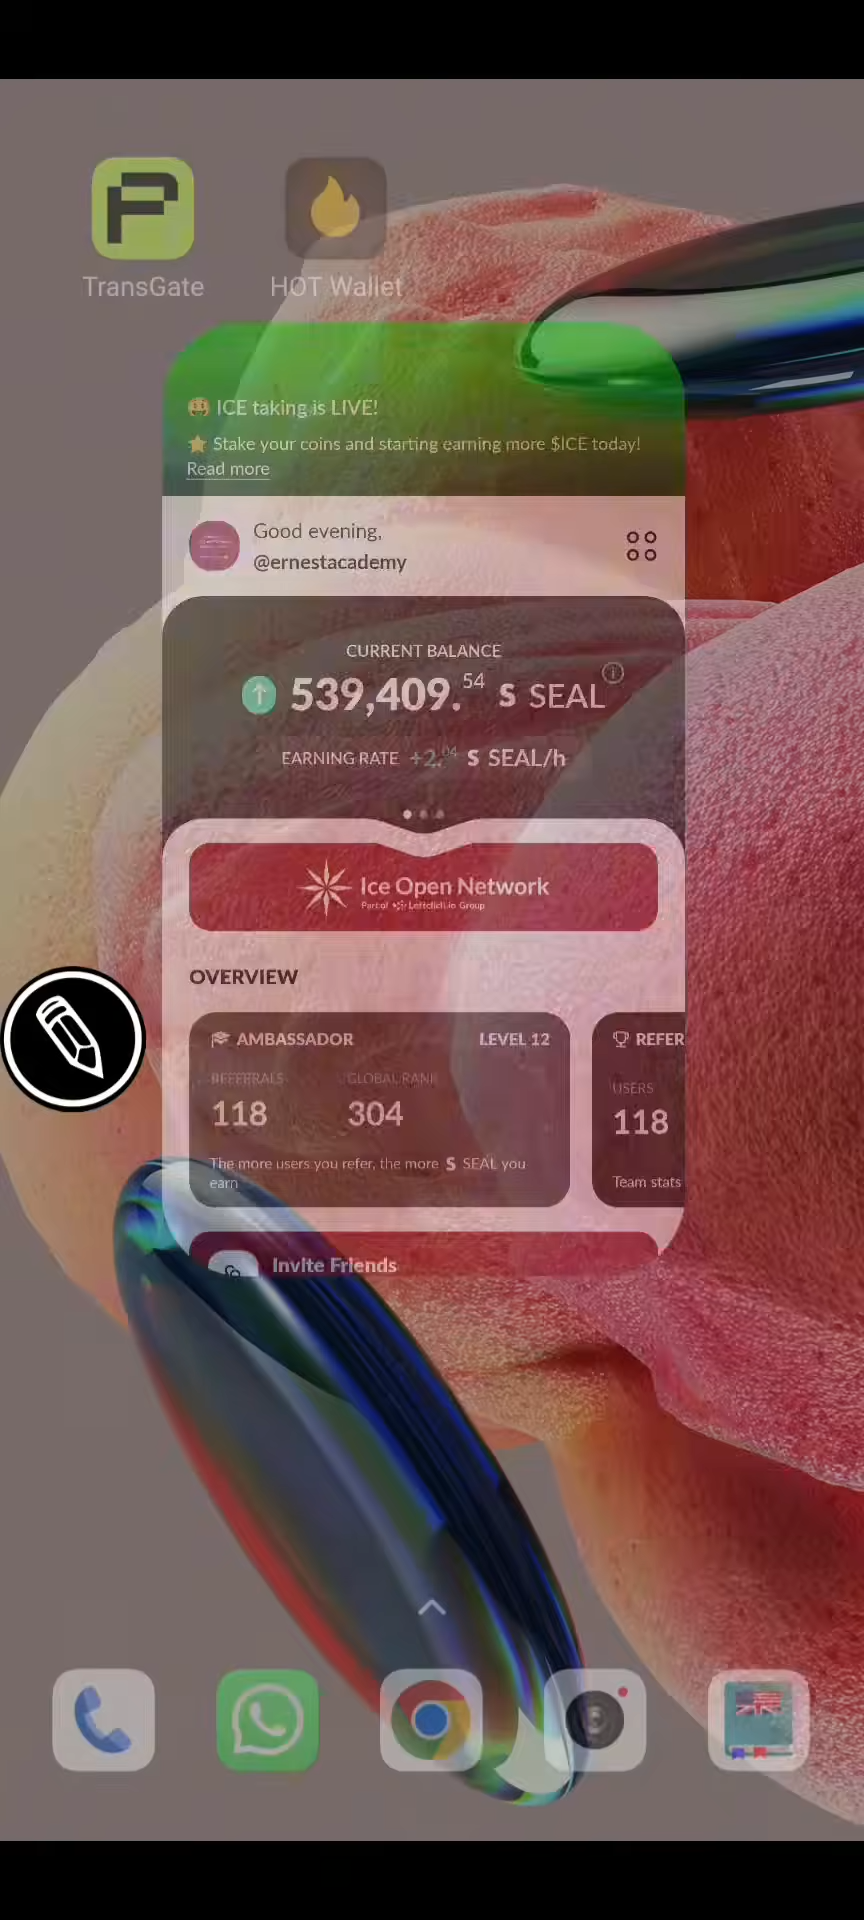 TransGate
HOT Wallet
ICE taking is LIVE!
Stake your coins and starting earning more $ICE today!
Read more
Good evening,
@ernestacademy
CURRENT BALANCE
539,409.54 S SEAL
EARNING RATE +2.04 S SEAL/h
Ice Open Network
Part of Leftclick.io Group
OVERVIEW
AMBASSADOR LEVEL 12
REFERRALS GLOBAL RANK
118 304
The more users you refer, the more S SEAL you
earn
REFER
USERS
118
Team stats
Invite Friends